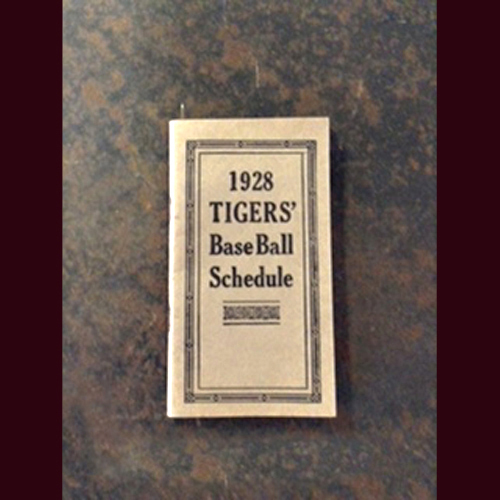 1928
TIGERS'
Base Ball
Schedule